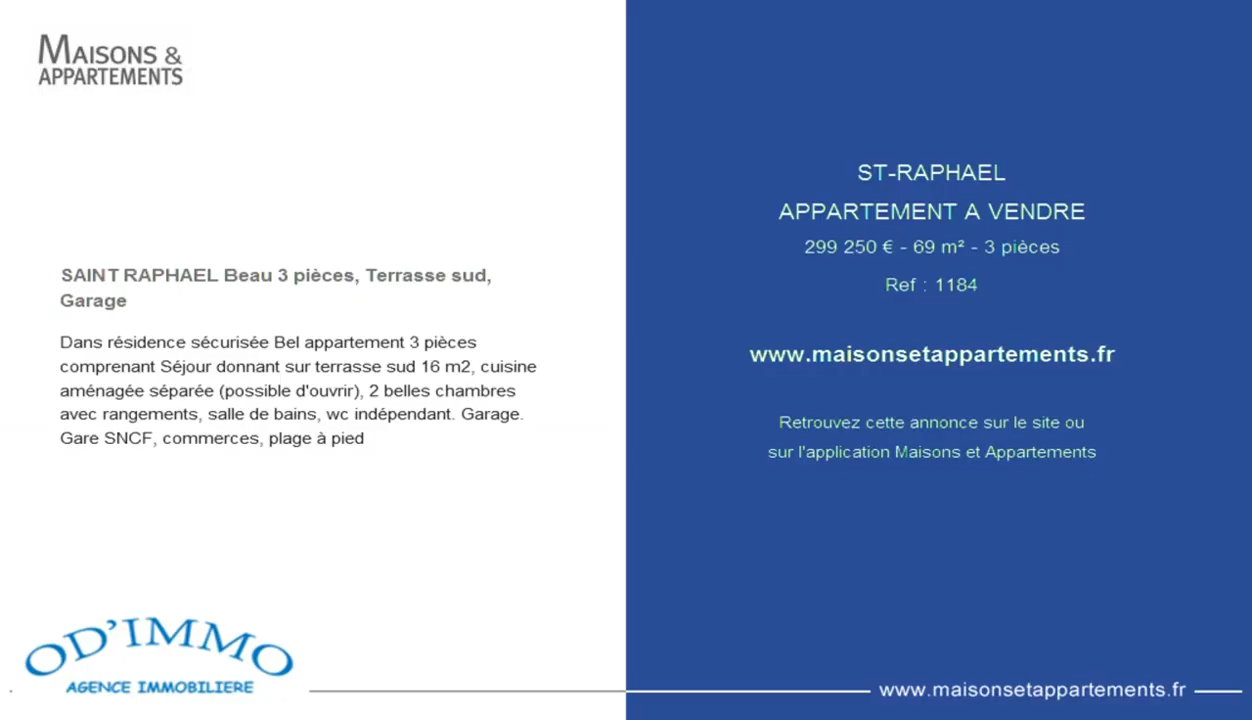 MAISONS &
APPARTEMENTS
SAINT RAPHAEL Beau 3 pièces, Terrasse sud,
Garage
Dans résidence sécurisée Bel appartement 3 pièces
comprenant Séjour donnant sur terrasse sud 16 m2, cuisine
aménagée séparée (possible d'ouvrir), 2 belles chambres
avec rangements, salle de bains, wc indépendant. Garage.
Gare SNCF, commerces, plage à pied
OD'IMMO
AGENCE IMMOBILIERE
ST-RAPHAEL
APPARTEMENT A VENDRE
299 250 € - 69 m² - 3 pièces
Ref : 1184
www.maisonsetappartements.fr
Retrouvez cette annonce sur le site ou
sur l'application Maisons et Appartements
www.maisonsetappartements.fr